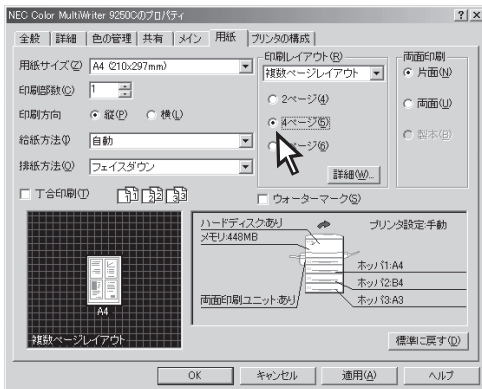 NEC Color MultiWriter 9250Cのプロパティ
全般 詳細 色の管理 共有 メイン 用紙 プリンタの構成
用紙サイズ(Z) A4 (210x297mm)
印刷部数(C) 1
印刷方向 縦(P) 横(L)
給紙方法(I) 自動
排紙方法(O) フェイスダウン
丁合印刷(T)
印刷レイアウト(R)
複数ページレイアウト
2ページ(4)
4ページ(5)
ページ(6)
詳細(W)...
両面印刷
片面(N)
両面(U)
製本(B)
ウォーターマーク(S)
A4
複数ページレイアウト
ハードディスク:あり
メモリ:448MB
プリンタ設定:手動
ホッパ1:A4
ホッパ2:B4
両面印刷ユニット:あり
ホッパ3:A3
標準に戻す(D)
OK キャンセル 適用(A) ヘルプ